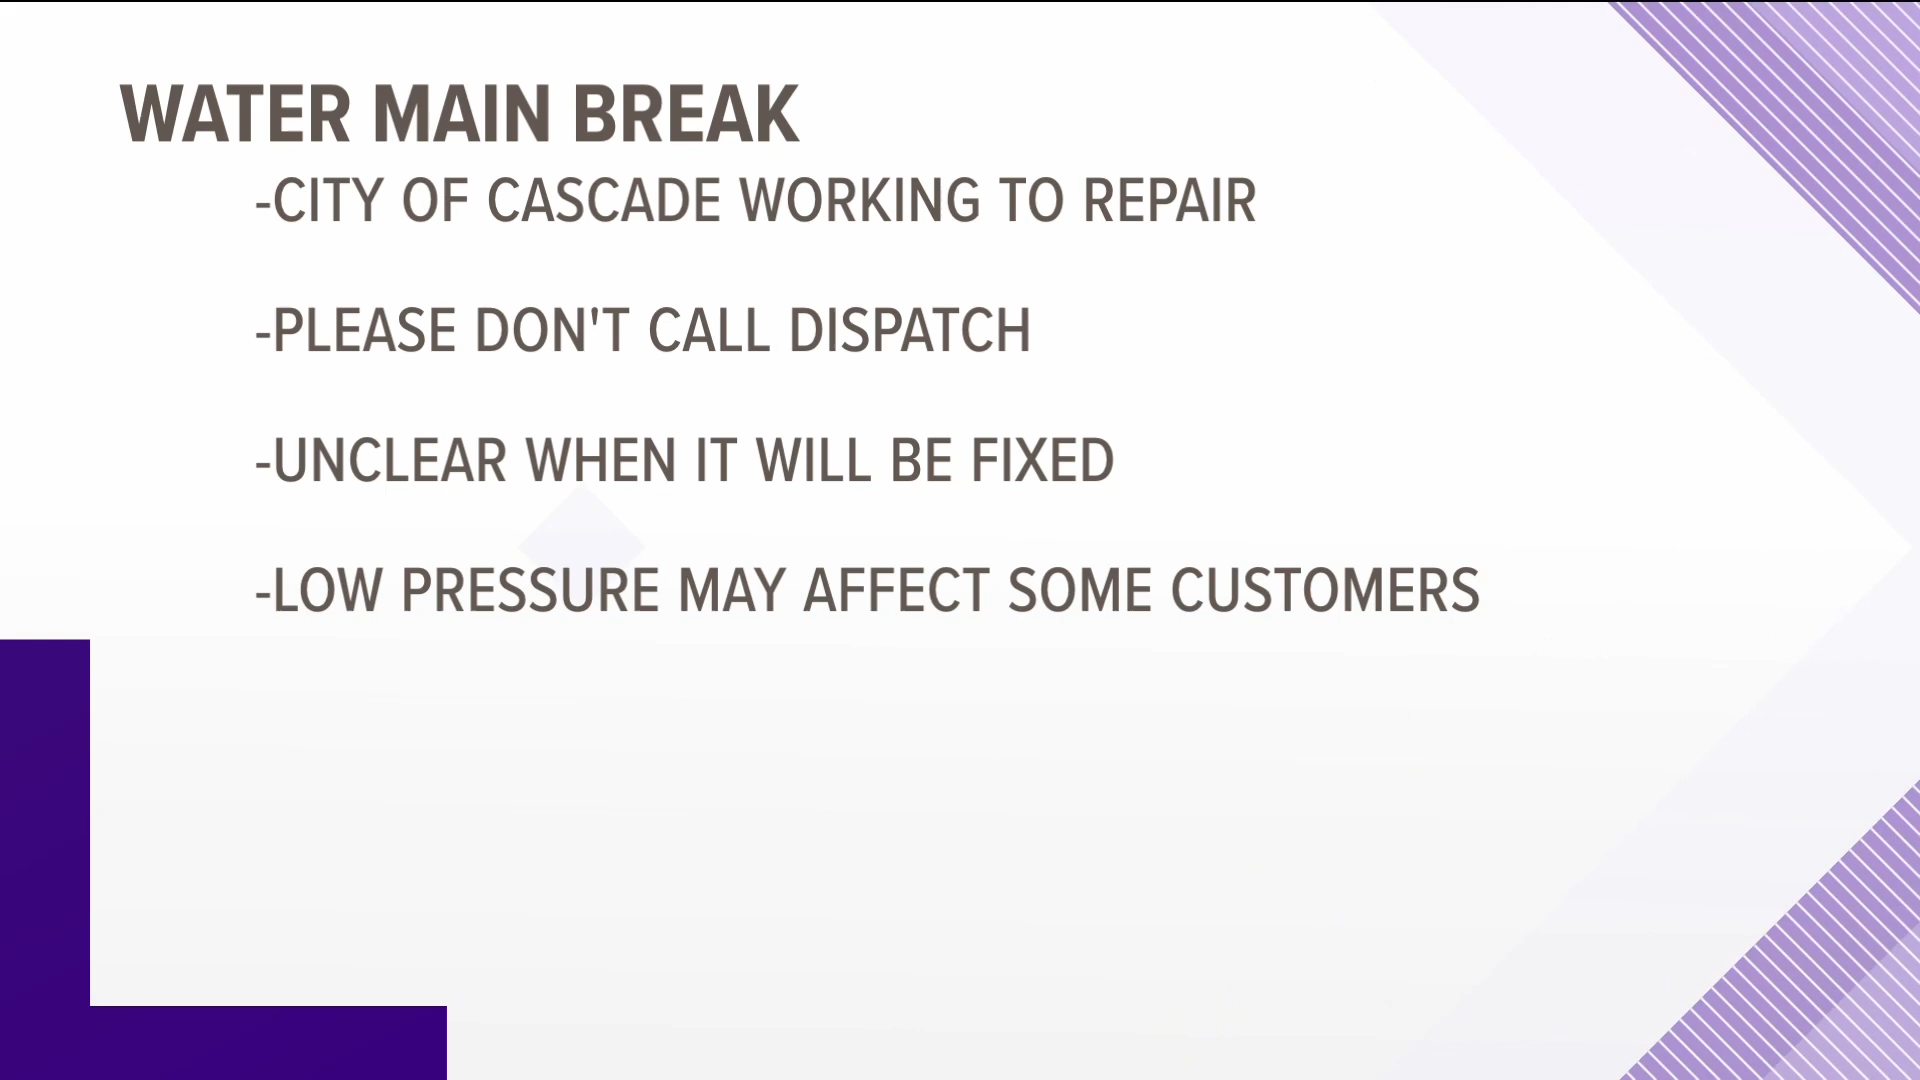 WATER MAIN BREAK
-CITY OF CASCADE WORKING TO REPAIR
-PLEASE DON'T CALL DISPATCH
-UNCLEAR WHEN IT WILL BE FIXED
-LOW PRESSURE MAY AFFECT SOME CUSTOMERS